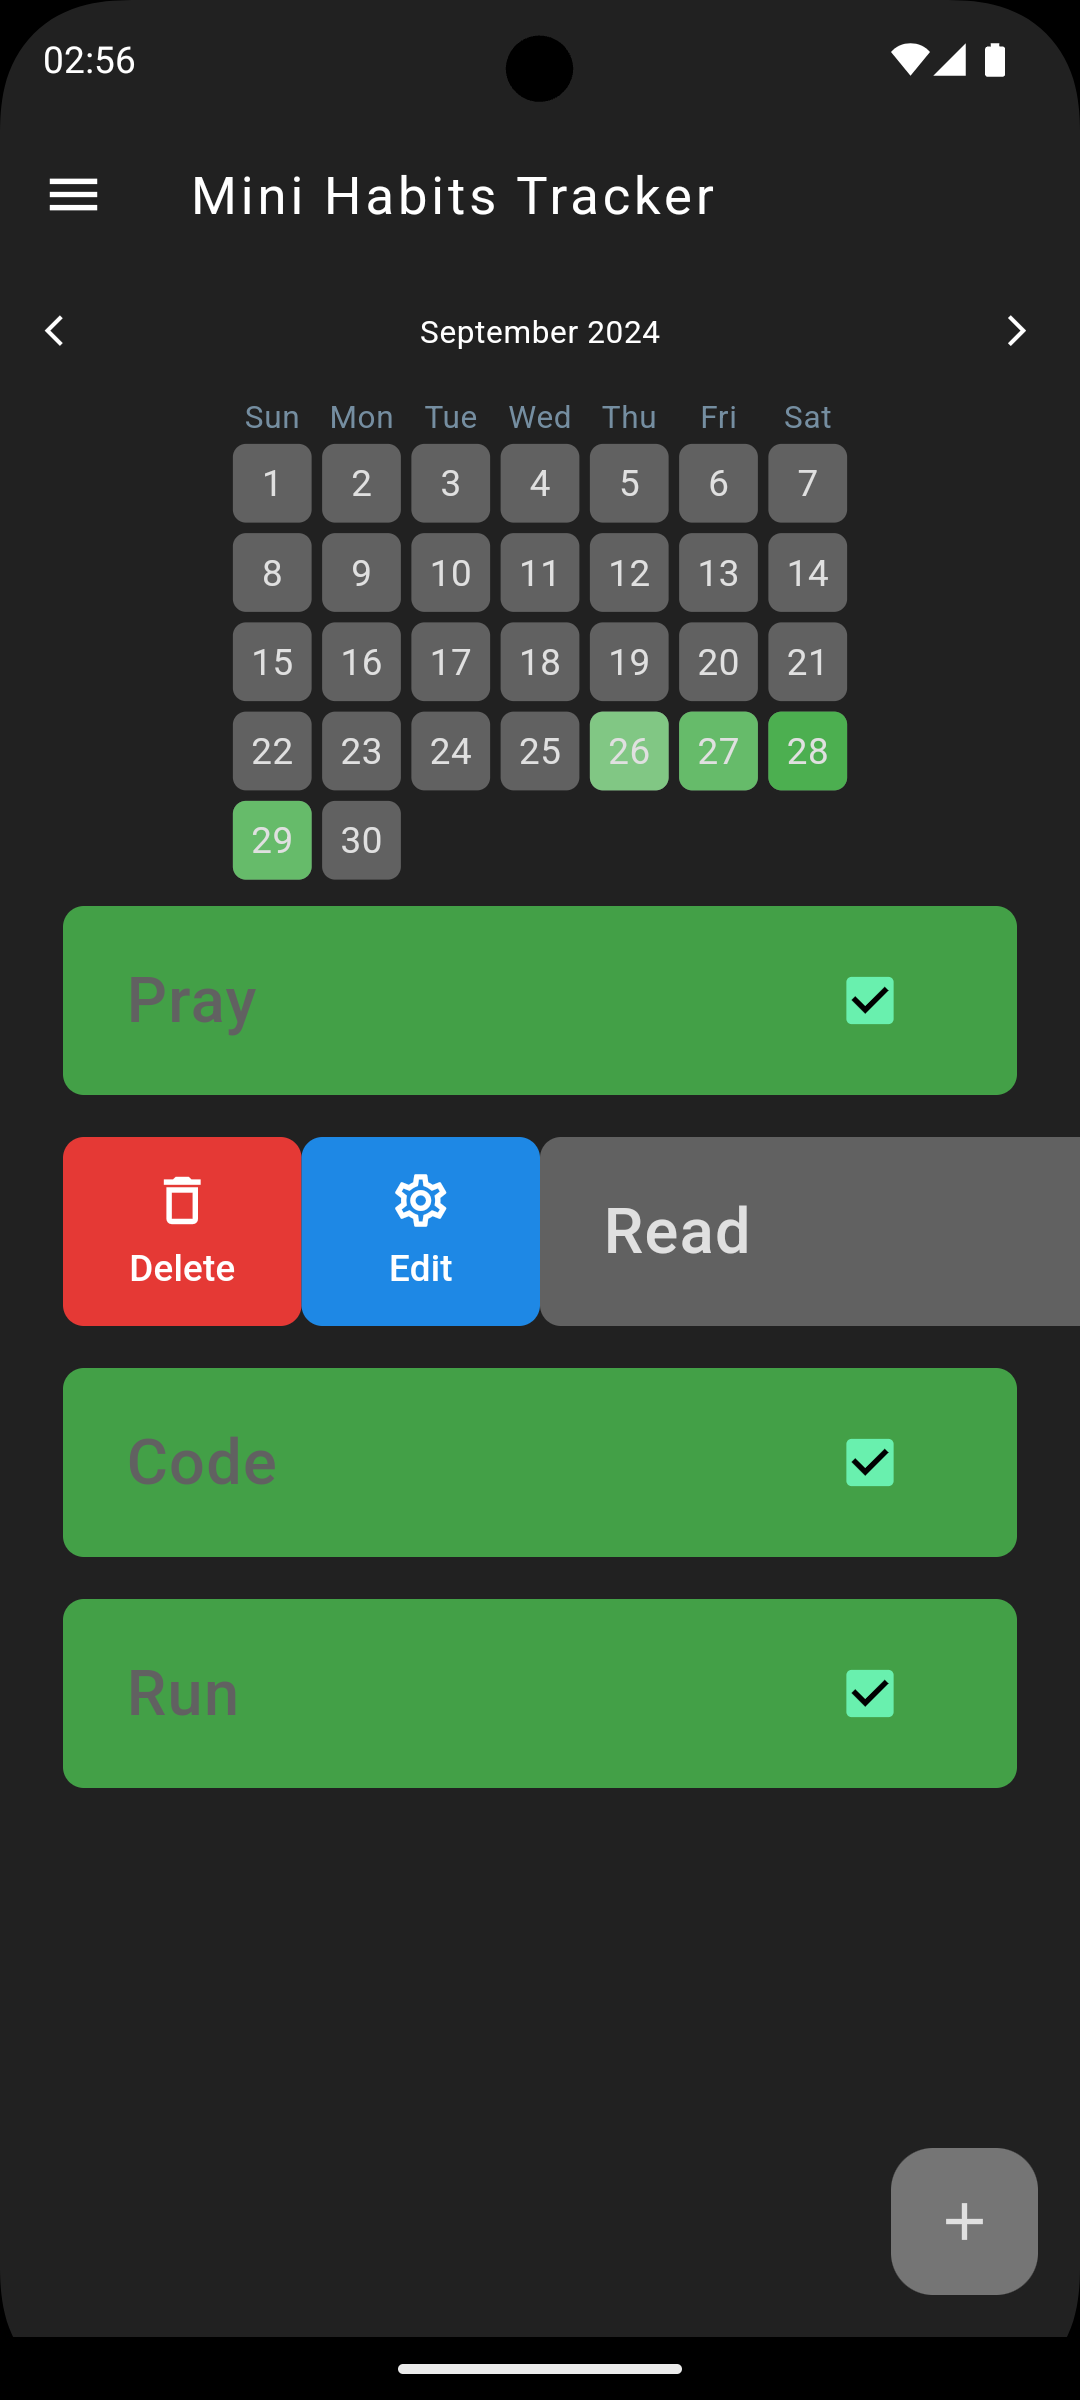 02:56
Mini Habits Tracker
September 2024
Sun Mon Tue Wed Thu Fri Sat
1 2 3 4 5 6 7
8 9 10 11 12 13 14
15 16 17 18 19 20 21
22 23 24 25 26 27 28
29 30
Pray
Read
Delete Edit
Code
Run